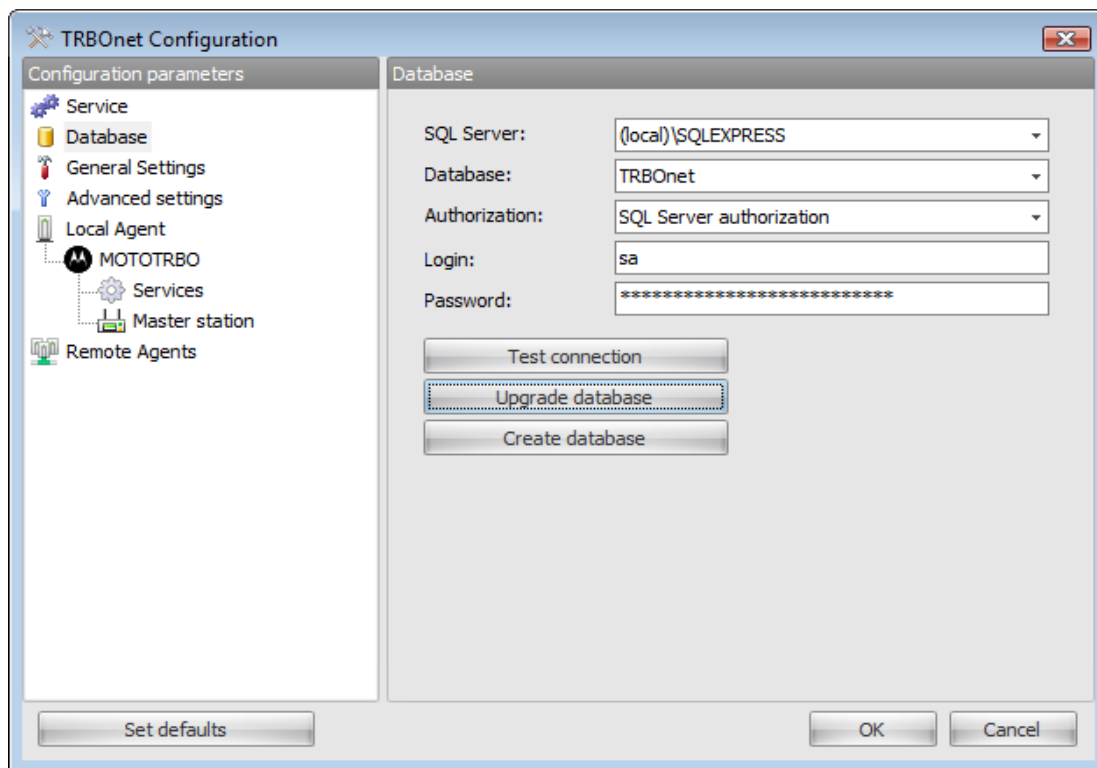 TRBOnet Configuration
Configuration parameters
Service
Database
General Settings
Advanced settings
Local Agent
MOTOTRBO
Services
Master station
Remote Agents
Database
SQL Server: (local)\SQLEXPRESS
Database: TRBOnet
Authorization: SQL Server authorization
Login: sa
Password: **************************
Test connection
Upgrade database
Create database
Set defaults
OK
Cancel